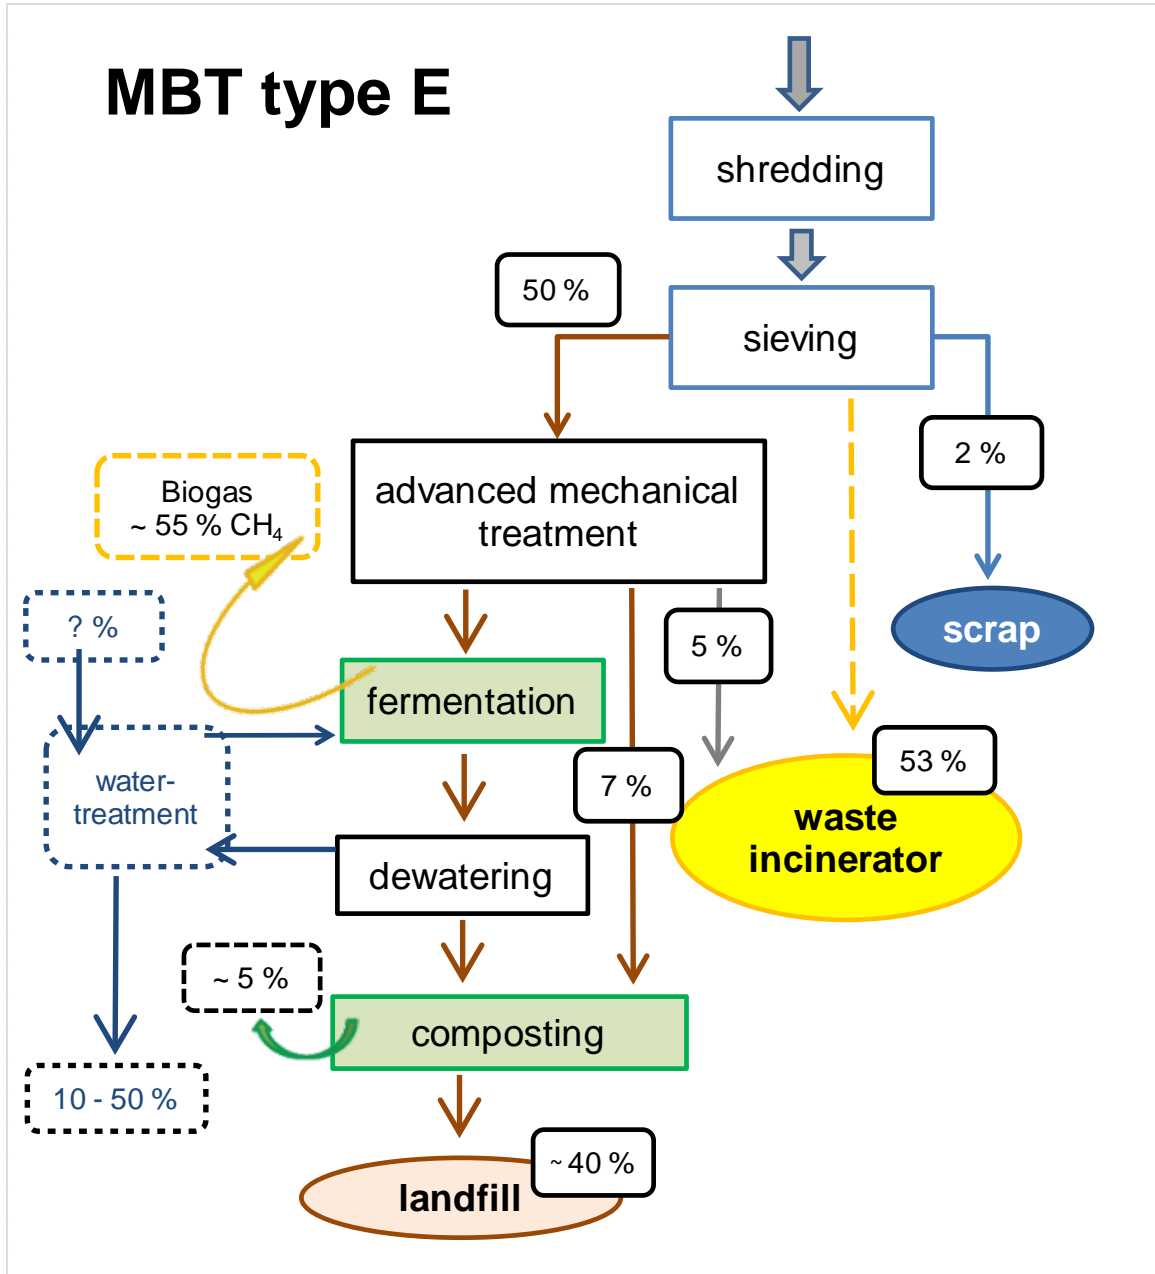 MBT type E
shredding
50 %
sieving
2 %
advanced mechanical
treatment
Biogas
~ 55 % CH₄
? %
5 %
scrap
fermentation
53 %
7 %
water-
treatment
waste
incinerator
dewatering
~ 5 %
composting
10 - 50 %
~ 40 %
landfill